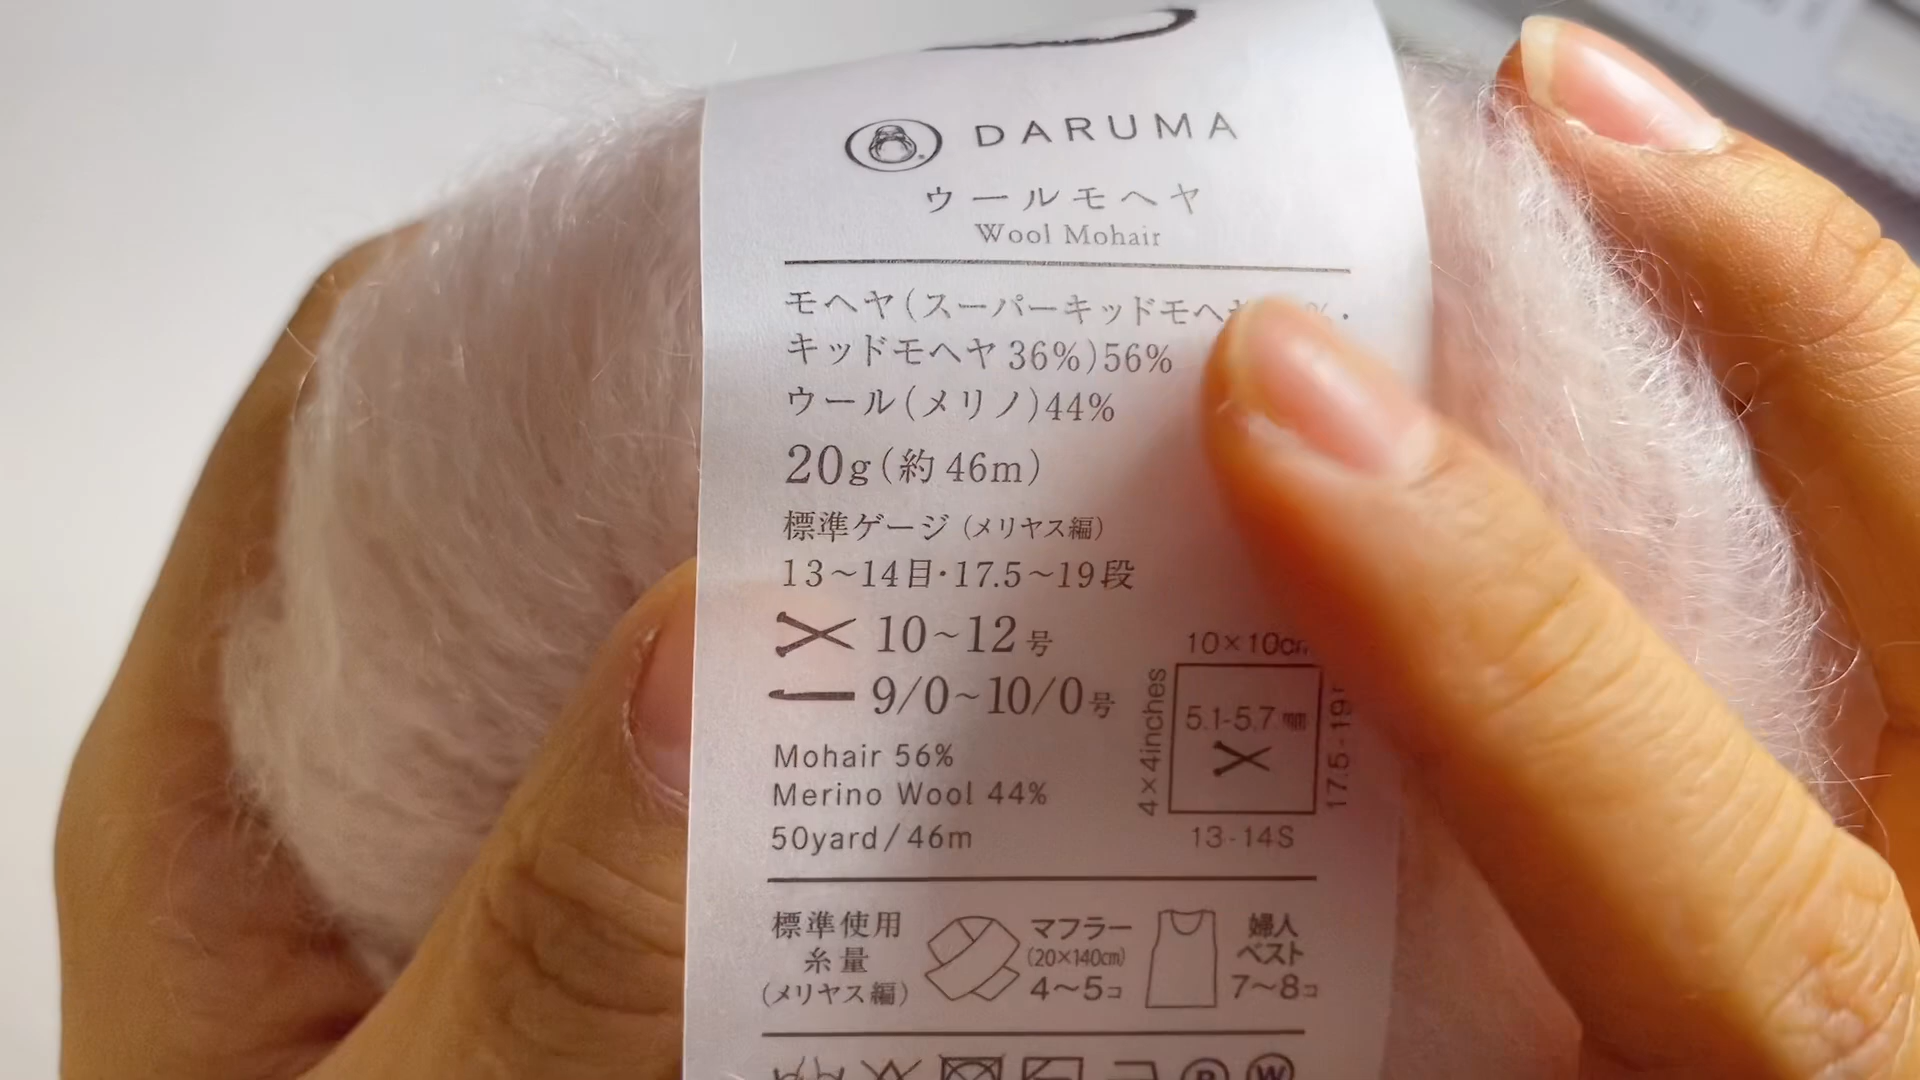 DARUMA
ウールモヘヤ
Wool Mohair
モヘヤ(スーパーキッドモヘ
キッドモヘヤ36%)56%
ウール(メリノ)44%
20g(約46m)
標準ゲージ(メリヤス編)
13~14目・17.5~19段
10~12号
9/0~10/0号
10×10cm
4×4inches
5.1-5.7㎜
17.5-19r
13-14S
Mohair 56%
Merino Wool 44%
50yard/46m
標準使用
糸量
(メリヤス編)
マフラー
(20×140㎝)
4〜5コ
婦人
ベスト
7〜8コ